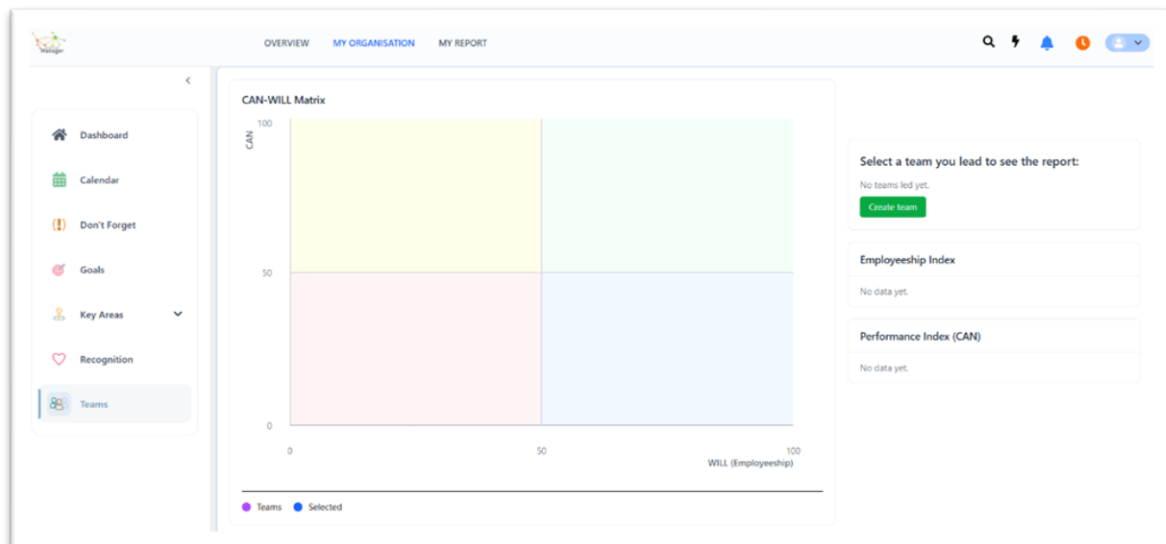 Manager
OVERVIEW MY ORGANISATION MY REPORT
Dashboard
Calendar
Don't Forget
Goals
Key Areas
Recognition
Teams
CAN-WILL Matrix
100
CAN
50
0
0 50 100
WILL (Employeeship)
Teams Selected
Select a team you lead to see the report:
No teams led yet.
Create team
Employeeship Index
No data yet.
Performance Index (CAN)
No data yet.